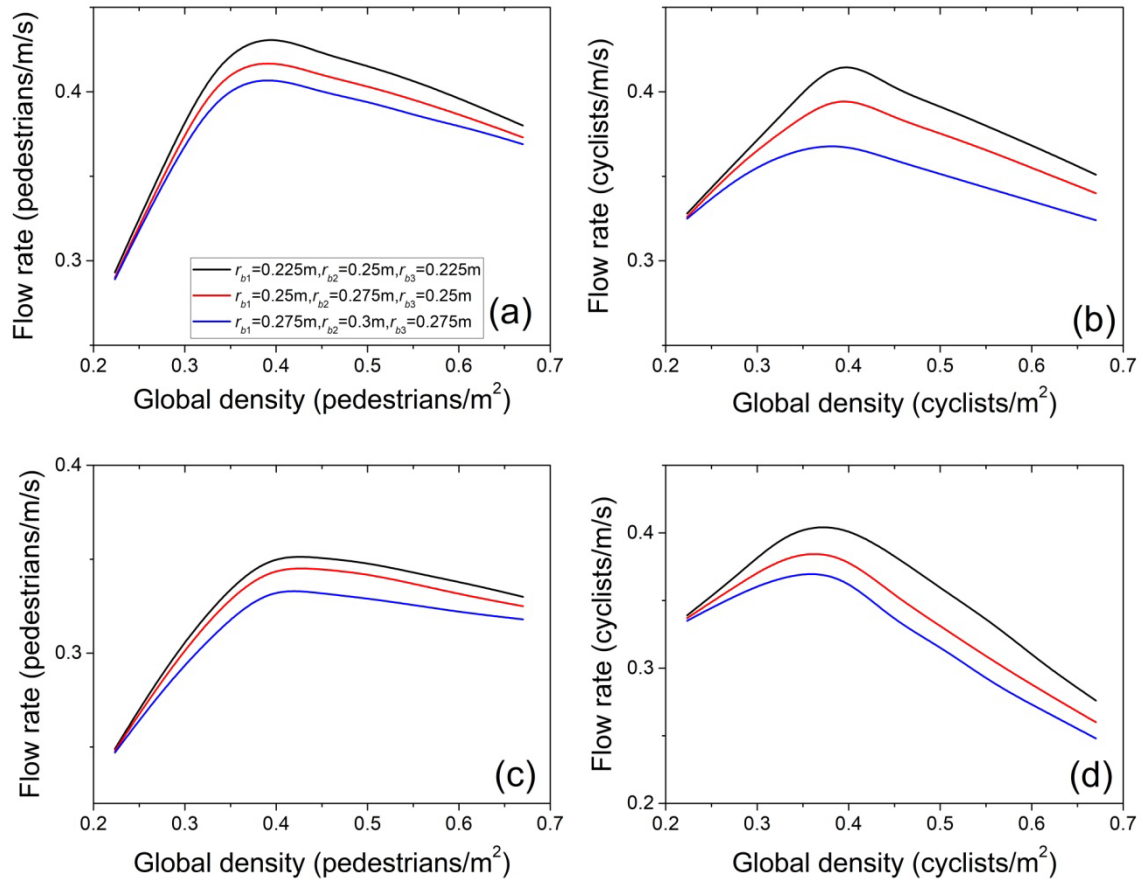 Flow rate (pedestrians/m/s)
0.4
0.3
r_b1=0.225m,r_b2=0.25m,r_b3=0.225m
r_b1=0.25m,r_b2=0.275m,r_b3=0.25m
r_b1=0.275m,r_b2=0.3m,r_b3=0.275m
(a)
0.2 0.3 0.4 0.5 0.6 0.7
Global density (pedestrians/m²)
Flow rate (cyclists/m/s)
0.4
0.3
(b)
0.2 0.3 0.4 0.5 0.6 0.7
Global density (cyclists/m²)
Flow rate (pedestrians/m/s)
0.4
0.3
(c)
0.2 0.3 0.4 0.5 0.6 0.7
Global density (pedestrians/m²)
Flow rate (cyclists/m/s)
0.4
0.3
0.2
(d)
0.2 0.3 0.4 0.5 0.6 0.7
Global density (cyclists/m²)